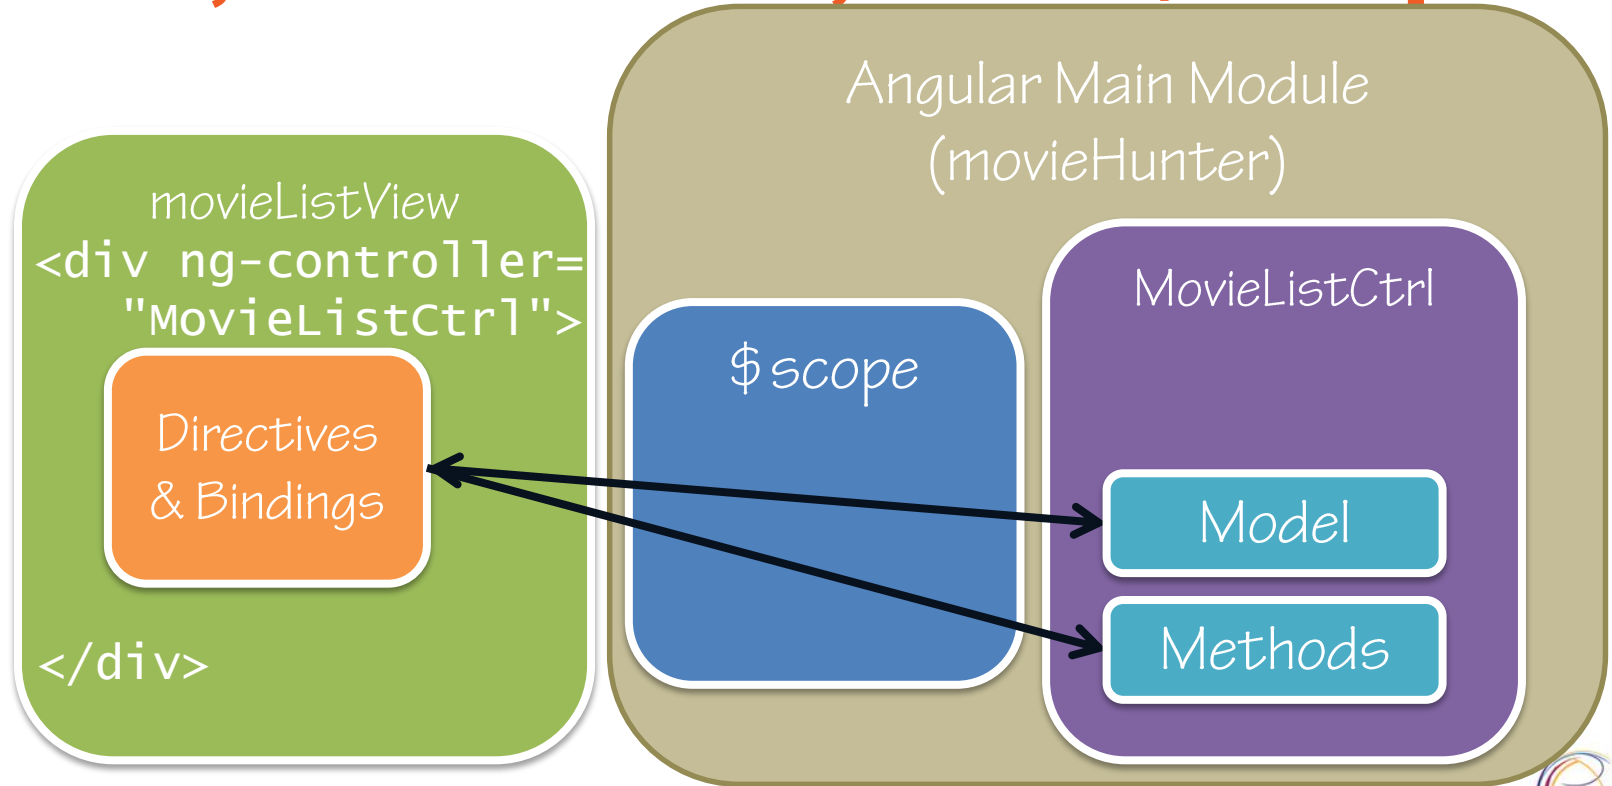 Angular Main Module
(movieHunter)
movieListView
<div ng-controller=
"MovieListCtrl">
Directives
& Bindings
</div>
$scope
MovieListCtrl
Model
Methods